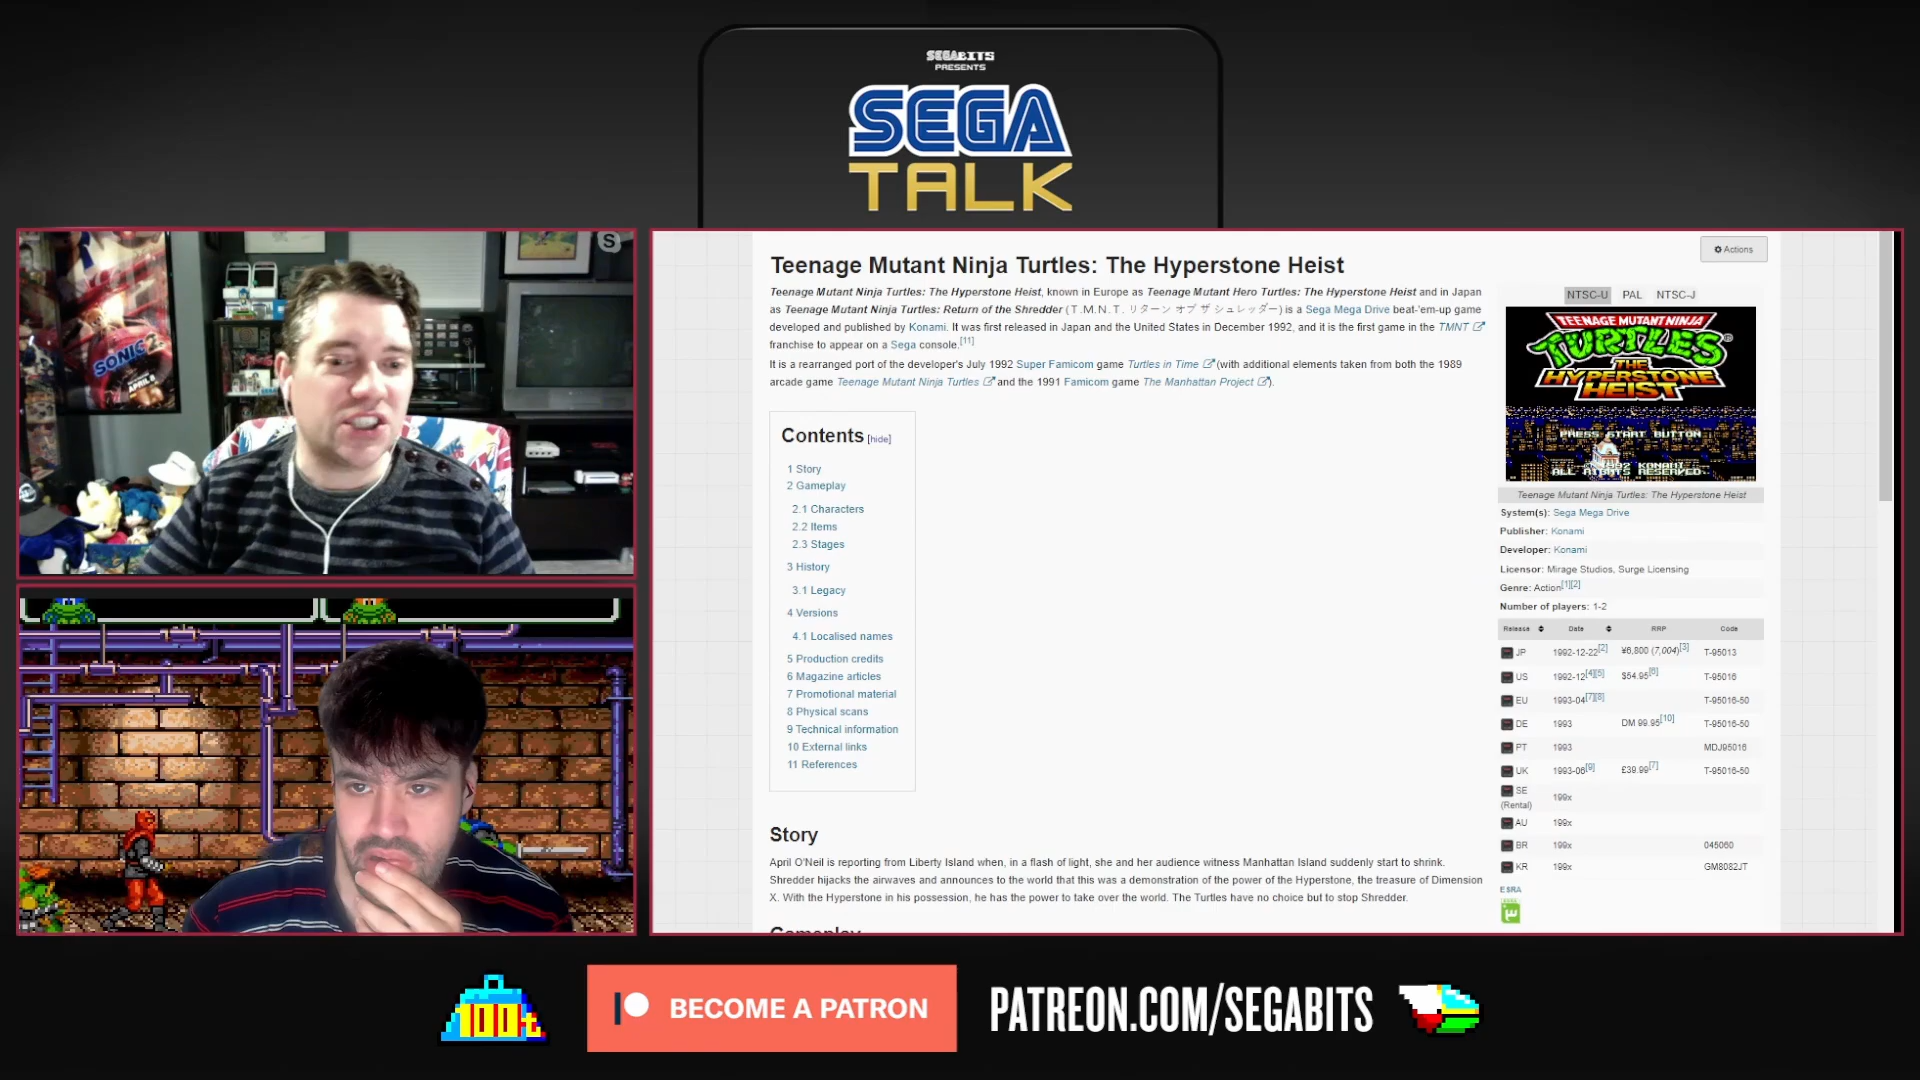 SEGABITS
PRESENTS
SEGA
TALK
SONIC 2
APRIL 8
S
Actions
Teenage Mutant Ninja Turtles: The Hyperstone Heist
Teenage Mutant Ninja Turtles: The Hyperstone Heist, known in Europe as Teenage Mutant Hero Turtles: The Hyperstone Heist and in Japan
as Teenage Mutant Ninja Turtles: Return of the Shredder (T.M.N.T. リターン オブ ザ シュレッダー) is a Sega Mega Drive beat-'em-up game
developed and published by Konami. It was first released in Japan and the United States in December 1992, and it is the first game in the TMNT
franchise to appear on a Sega console.[11]
It is a rearranged port of the developer's July 1992 Super Famicom game Turtles in Time (with additional elements taken from both the 1989
arcade game Teenage Mutant Ninja Turtles and the 1991 Famicom game The Manhattan Project).
Contents [hide]
1 Story
2 Gameplay
2.1 Characters
2.2 Items
2.3 Stages
3 History
3.1 Legacy
4 Versions
4.1 Localised names
5 Production credits
6 Magazine articles
7 Promotional material
8 Physical scans
9 Technical information
10 External links
11 References
Story
April O'Neil is reporting from Liberty Island when, in a flash of light, she and her audience witness Manhattan Island suddenly start to shrink.
Shredder hijacks the airwaves and announces to the world that this was a demonstration of the power of the Hyperstone, the treasure of Dimension
X. With the Hyperstone in his possession, he has the power to take over the world. The Turtles have no choice but to stop Shredder.
Gameplay
NTSC-U PAL NTSC-J
TEENAGE MUTANT NINJA
TURTLES
THE
HYPERSTONE
HEIST
PRESS START BUTTON
© 1992 KONAMI
ALL RIGHTS RESERVED.
Teenage Mutant Ninja Turtles: The Hyperstone Heist
System(s): Sega Mega Drive
Publisher: Konami
Developer: Konami
Licensor: Mirage Studios, Surge Licensing
Genre: Action[1][2]
Number of players: 1-2
Release Date RRP Code
JP 1992-12-22[2] ¥6,800 (7,004)[3] T-95013
US 1992-12[4][5] $54.95[6] T-95016
EU 1993-04[7][8] T-95016-50
DE 1993 DM 99.95[10] T-95016-50
PT 1993 MDJ95016
UK 1993-06[9] £39.99[7] T-95016-50
SE (Rental) 199x
AU 199x
BR 199x 045060
KR 199x GM8082JT
ESRA
100t
BECOME A PATRON
PATREON.COM/SEGABITS